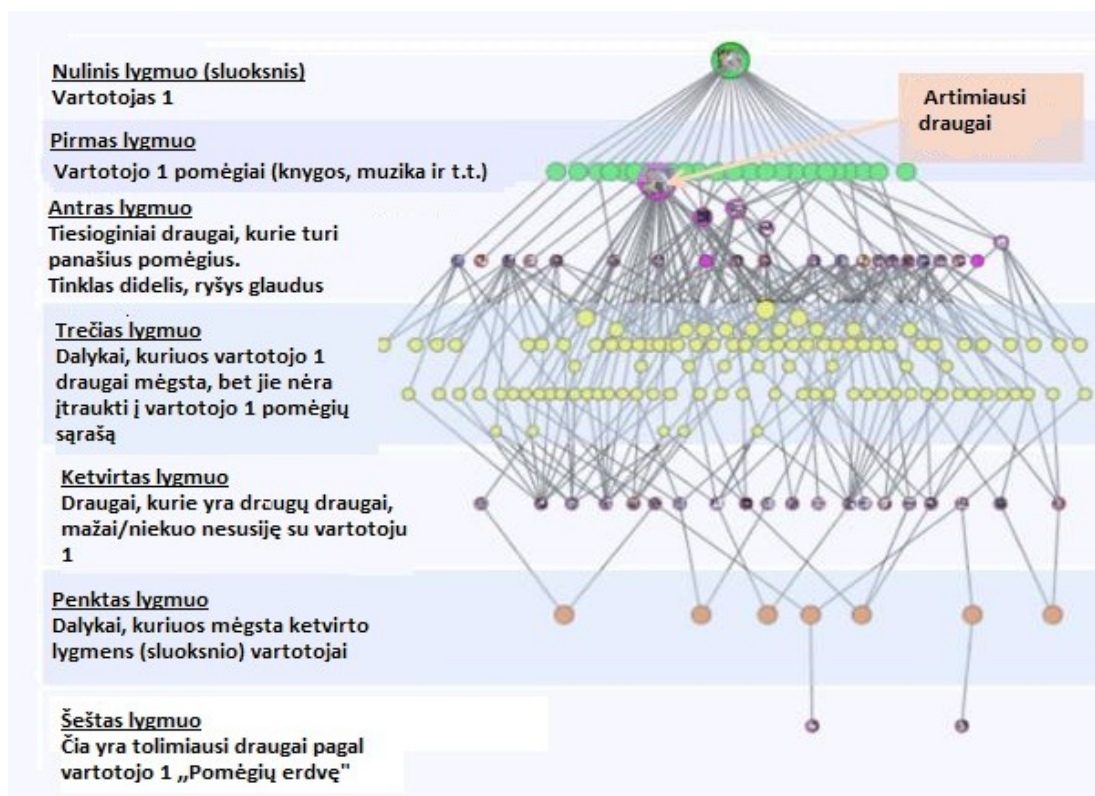 Nulinis lygmuo (sluoksnis)
Vartotojas 1
Artimiausi
draugai
Pirmas lygmuo
Vartotojo 1 pomėgiai (knygos, muzika ir t.t.)
Antras lygmuo
Tiesioginiai draugai, kurie turi
panašius pomėgius.
Tinklas didelis, ryšys glaudus
Trečias lygmuo
Dalykai, kuriuos vartotojo 1
draugai mėgsta, bet jie nėra
įtraukti į vartotojo 1 pomėgių
sąrašą
Ketvirtas lygmuo
Draugai, kurie yra draugų draugai,
mažai/niekuo nesusiję su vartotoju
1
Penktas lygmuo
Dalykai, kuriuos mėgsta ketvirto
lygmens (sluoksnio) vartotojai
Šeštas lygmuo
Čia yra tolimiausi draugai pagal
vartotojo 1 „Pomėgių erdvę"